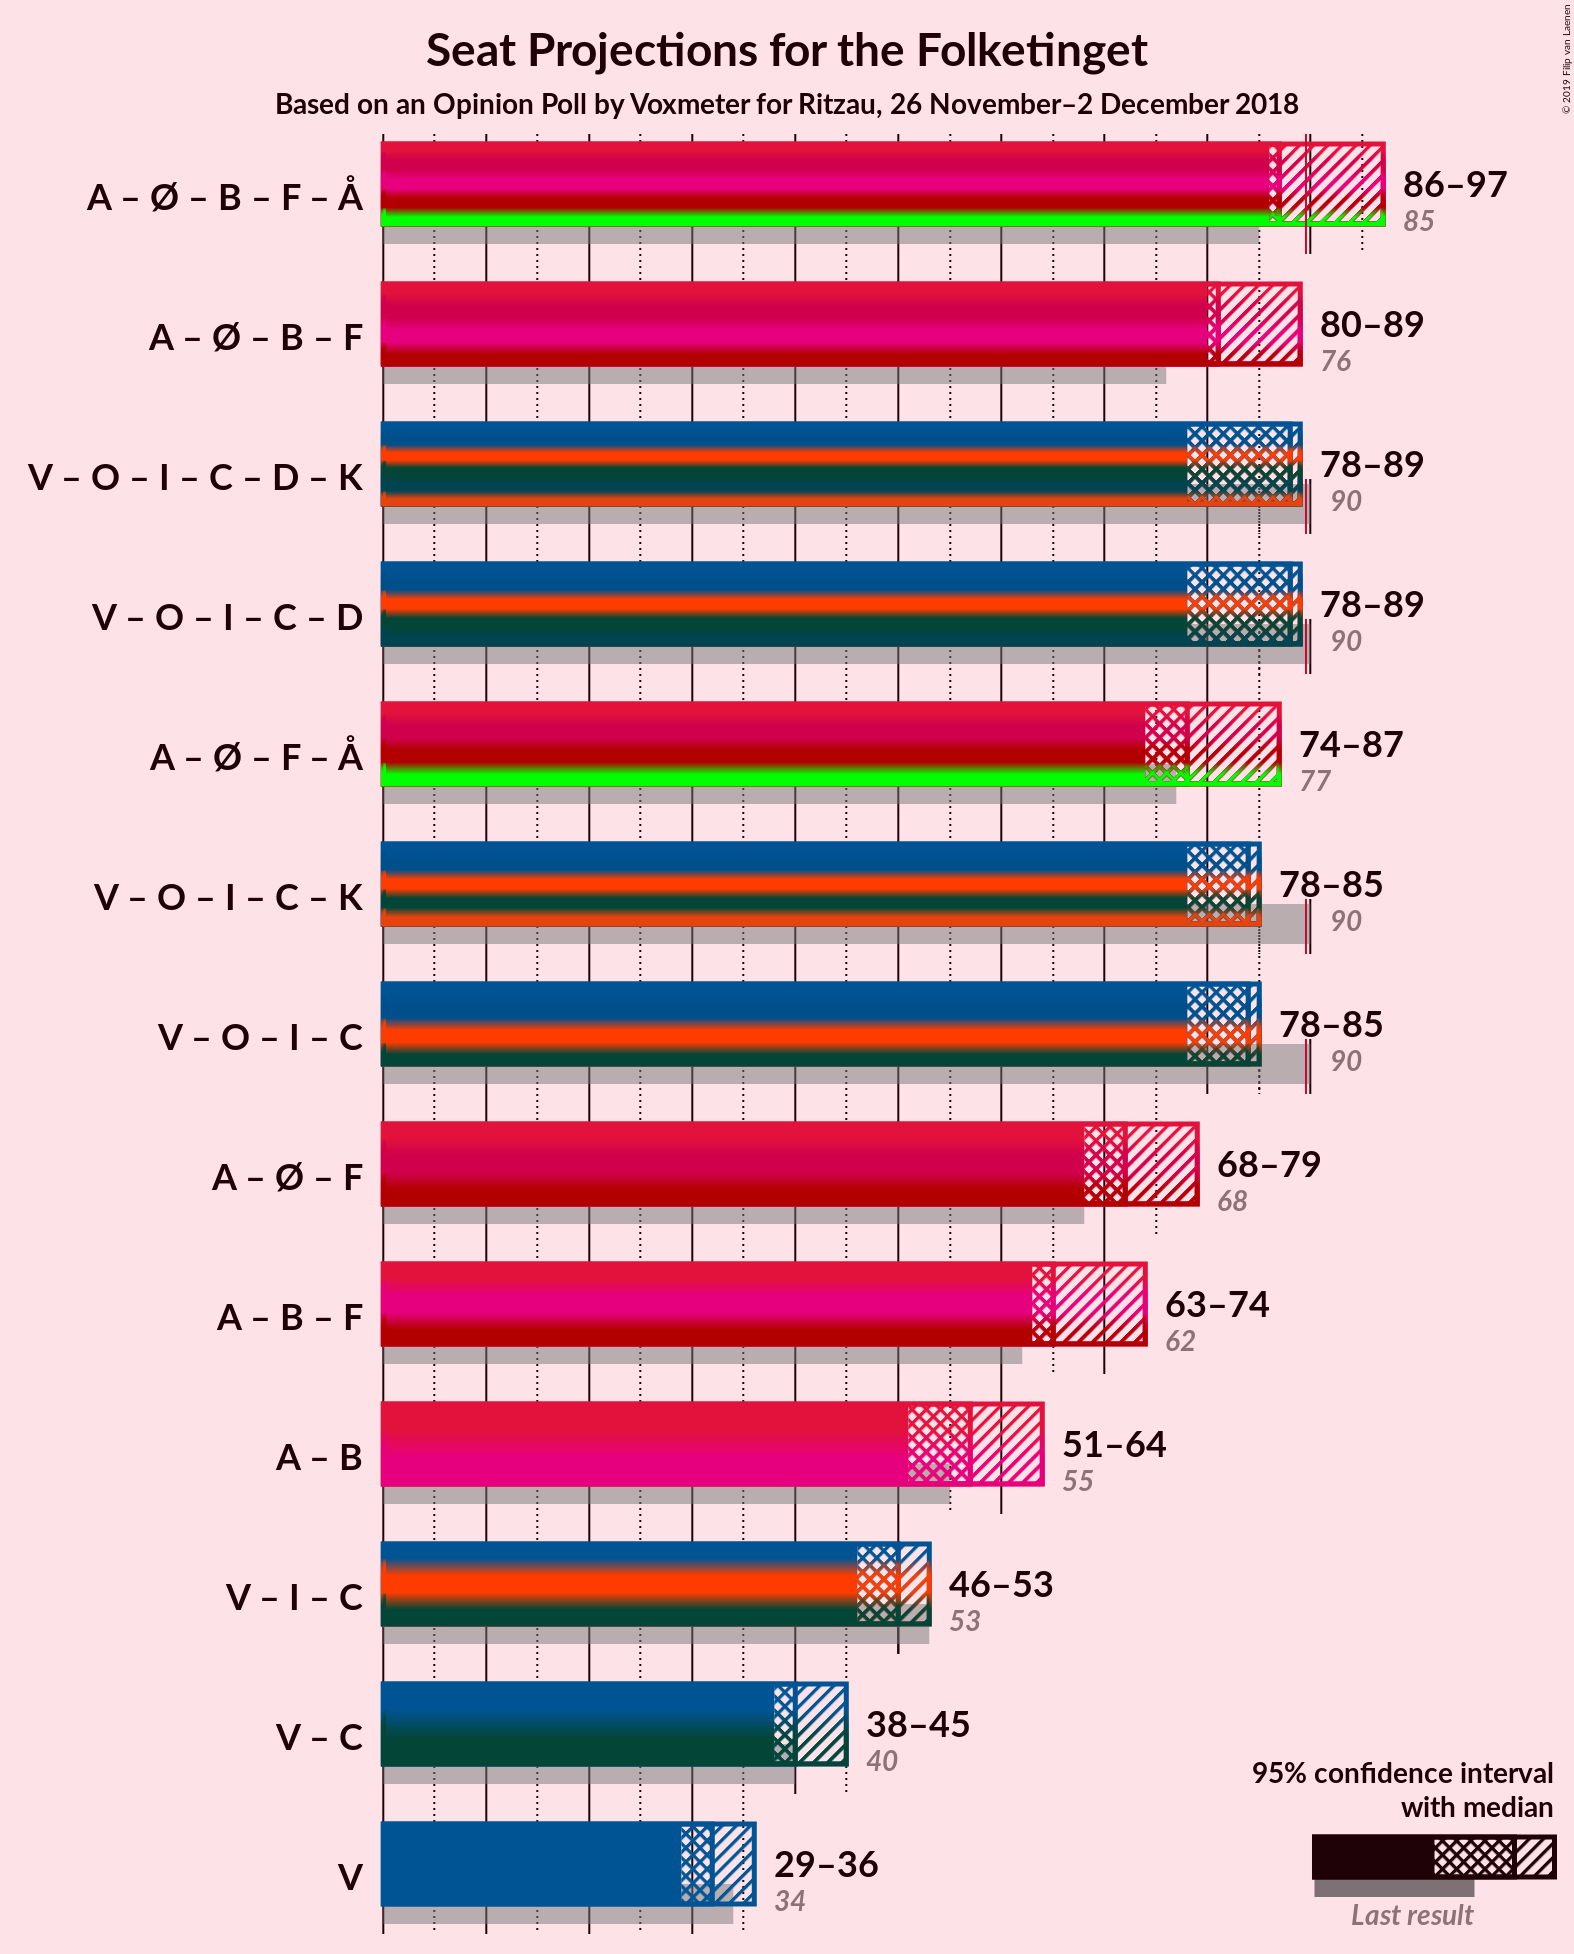 Seat Projections for the Folketinget
Based on an Opinion Poll by Voxmeter for Ritzau, 26 November–2 December 2018
© 2019 Filip van Laenen
A – Ø – B – F – Å
86–97
85
A – Ø – B – F
80–89
76
V – O – I – C – D – K
78–89
90
V – O – I – C – D
78–89
90
A – Ø – F – Å
74–87
77
V – O – I – C – K
78–85
90
V – O – I – C
78–85
90
A – Ø – F
68–79
68
A – B – F
63–74
62
A – B
51–64
55
V – I – C
46–53
53
V – C
38–45
40
V
29–36
34
95% confidence interval
with median
Last result